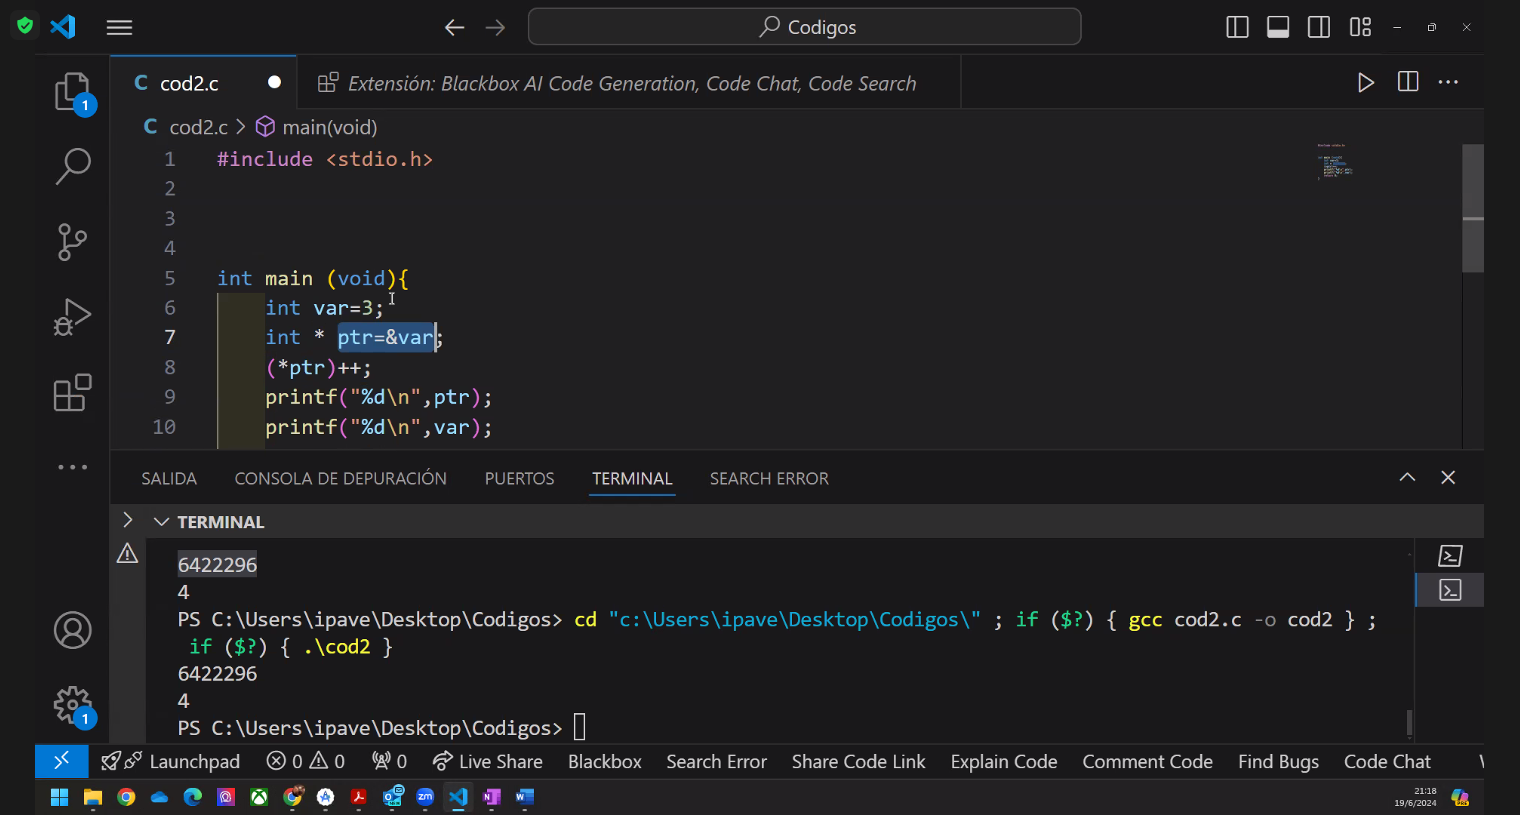 Codigos
C cod2.c Extensión: Blackbox AI Code Generation, Code Chat, Code Search
C cod2.c > main(void)
1 #include <stdio.h>
2
3
4
5 int main (void){
6 int var=3;
7 int * ptr=&var;
8 (*ptr)++;
9 printf("%d\n",ptr);
10 printf("%d\n",var);
SALIDA CONSOLA DE DEPURACIÓN PUERTOS TERMINAL SEARCH ERROR
TERMINAL
6422296
4
PS C:\Users\ipave\Desktop\Codigos> cd "c:\Users\ipave\Desktop\Codigos\" ; if ($?) { gcc cod2.c -o cod2 } ;
if ($?) { .\cod2 }
6422296
4
PS C:\Users\ipave\Desktop\Codigos>
1
1
Launchpad 0 0 0 Live Share Blackbox Search Error Share Code Link Explain Code Comment Code Find Bugs Code Chat
21:18
19/6/2024